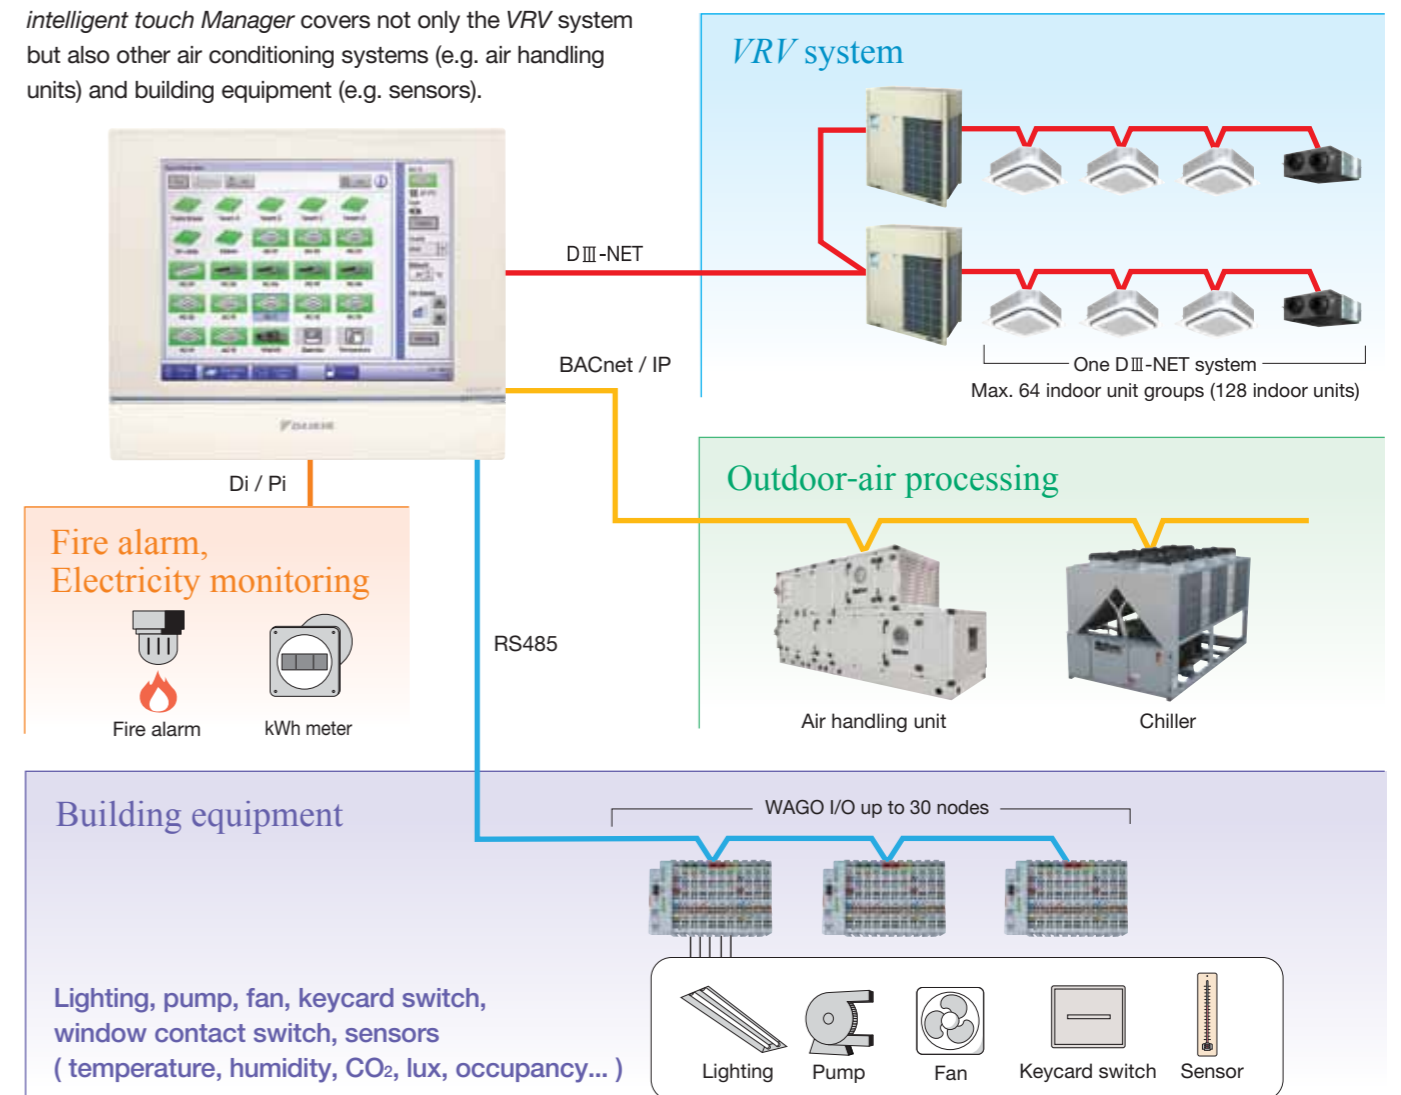 intelligent touch Manager covers not only the VRV system
but also other air conditioning systems (e.g. air handling
units) and building equipment (e.g. sensors).
VRV system
DⅢ-NET
One DⅢ-NET system
Max. 64 indoor unit groups (128 indoor units)
BACnet / IP
DAIKIN
Di / Pi
Outdoor-air processing
Fire alarm,
Electricity monitoring
RS485
Fire alarm
kWh meter
Air handling unit
Chiller
Building equipment
WAGO I/O up to 30 nodes
Lighting, pump, fan, keycard switch,
window contact switch, sensors
( temperature, humidity, CO₂, lux, occupancy... )
Lighting
Pump
Fan
Keycard switch
Sensor